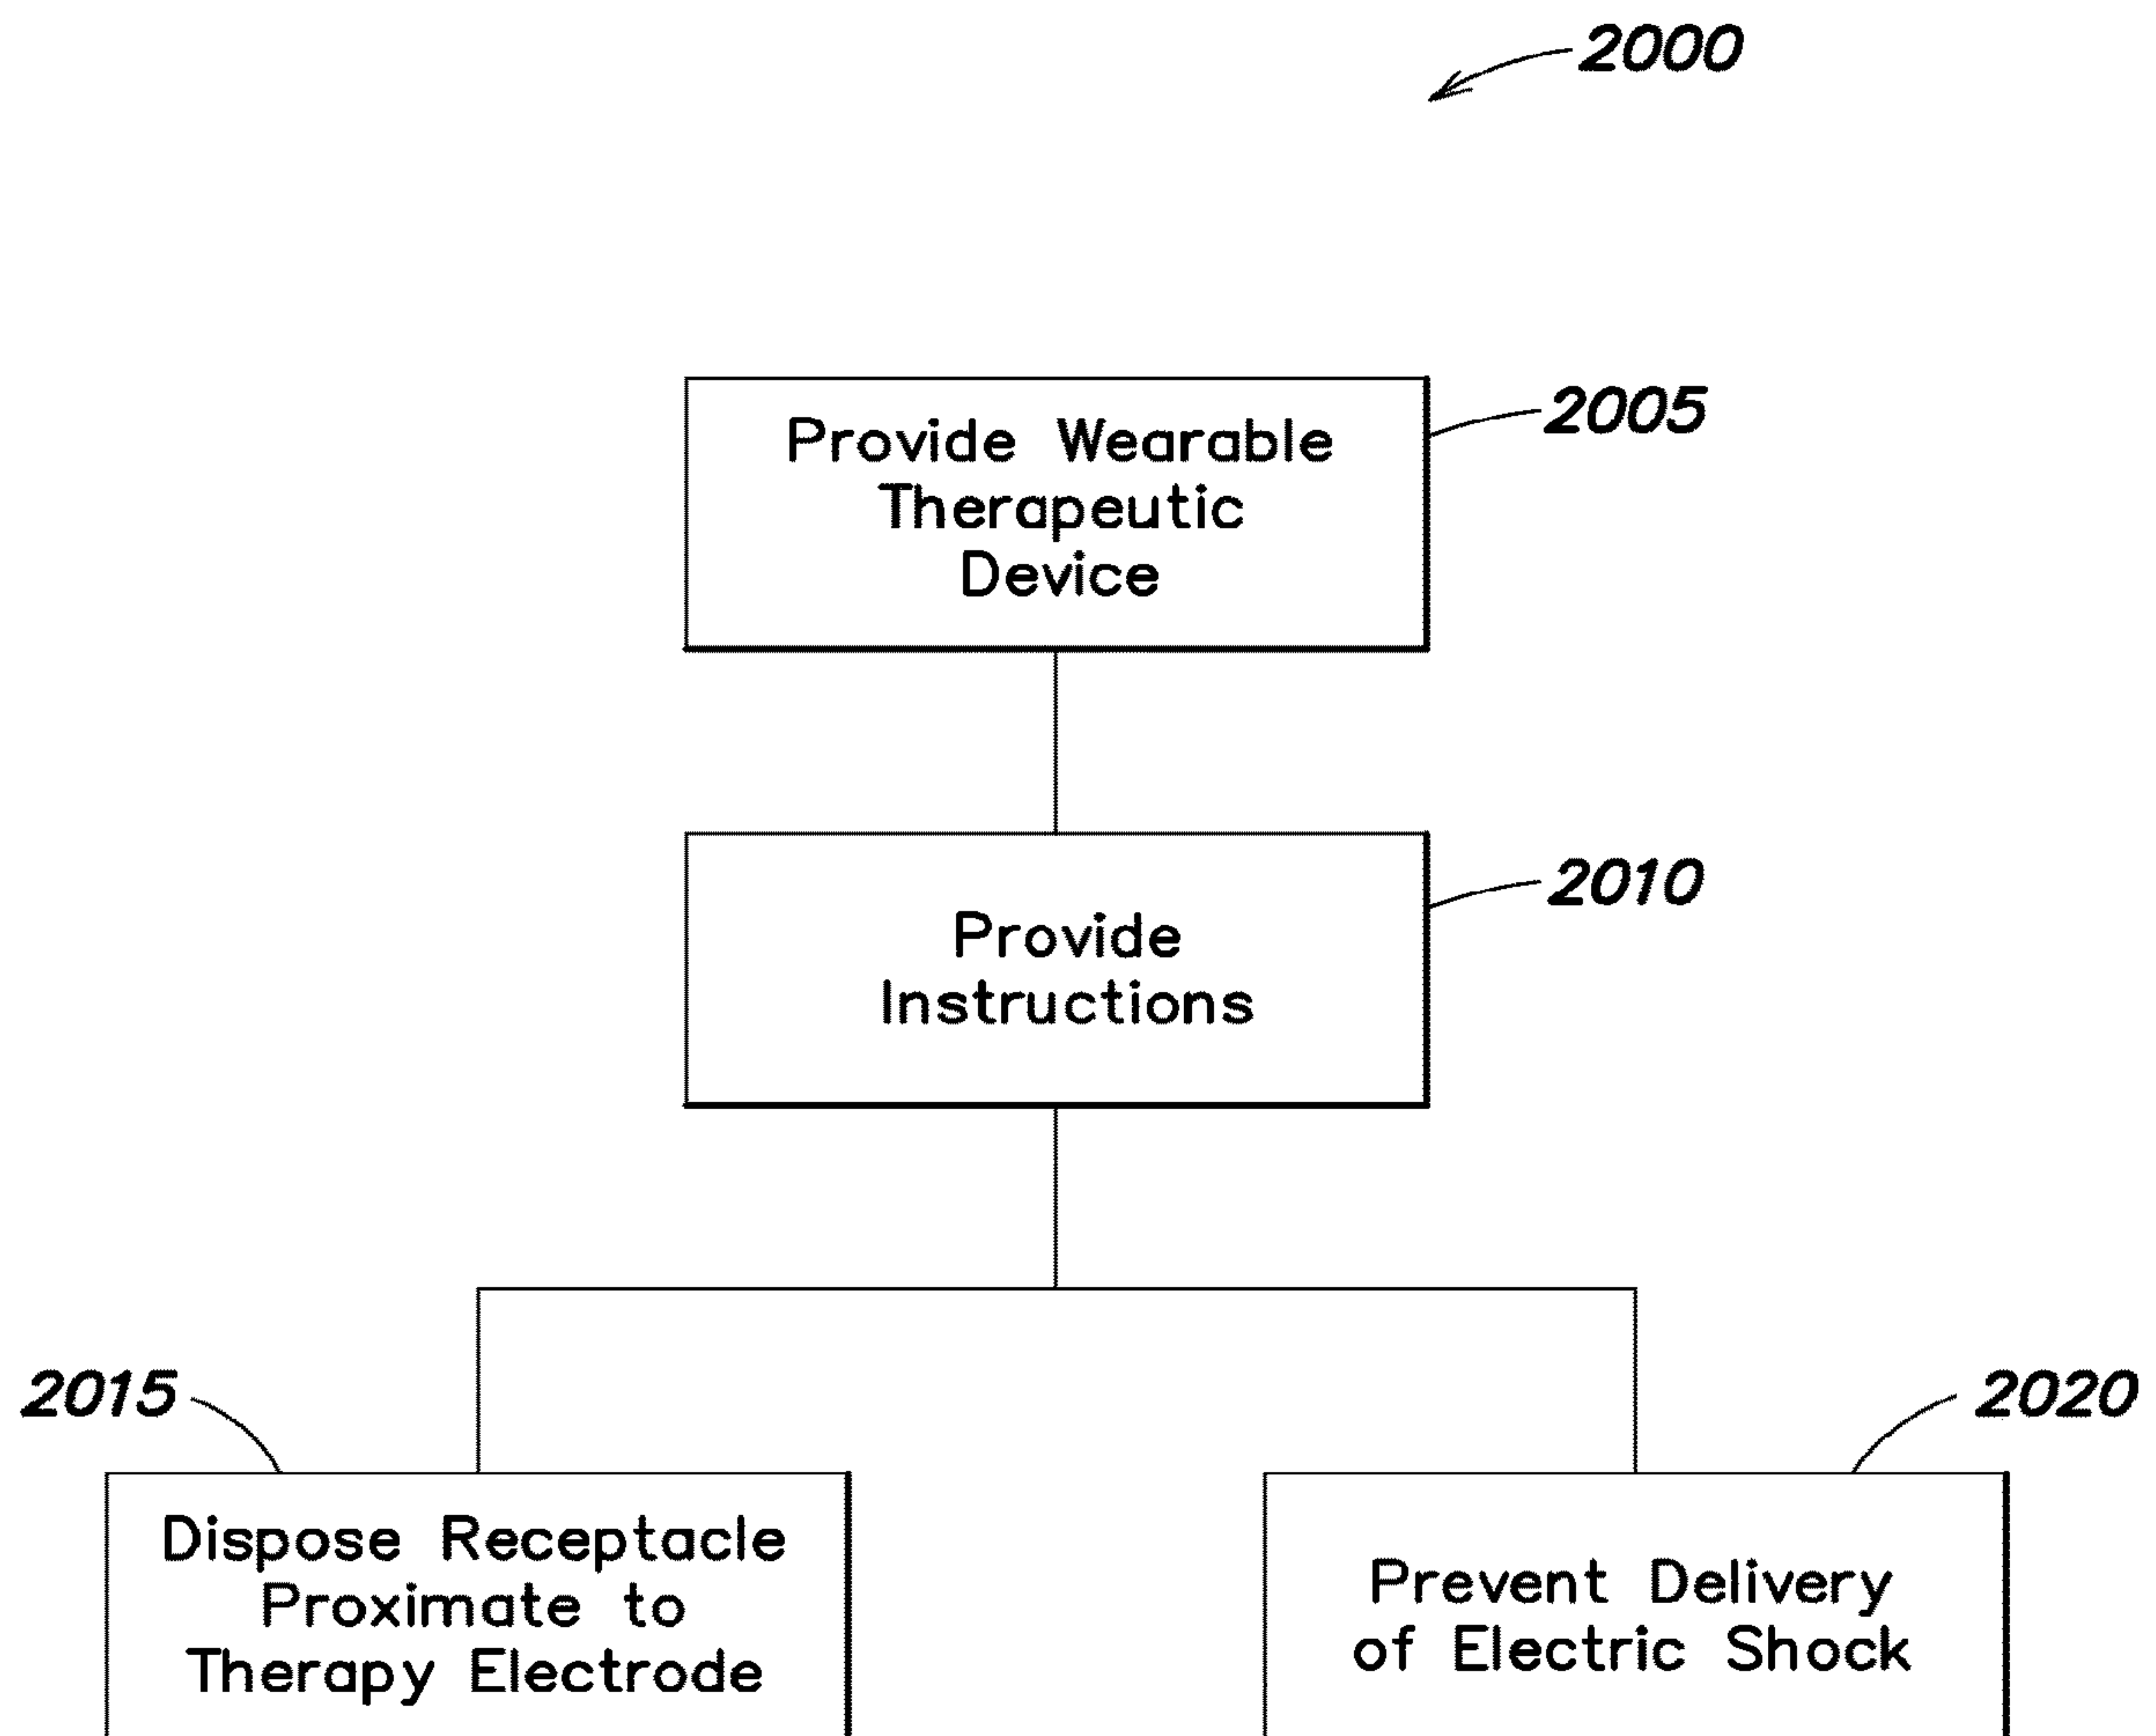 2000
Provide Wearable
Therapeutic
Device
2005
Provide
Instructions
2010
2015
Dispose Receptacle
Proximate to
Therapy Electrode
2020
Prevent Delivery
of Electric Shock